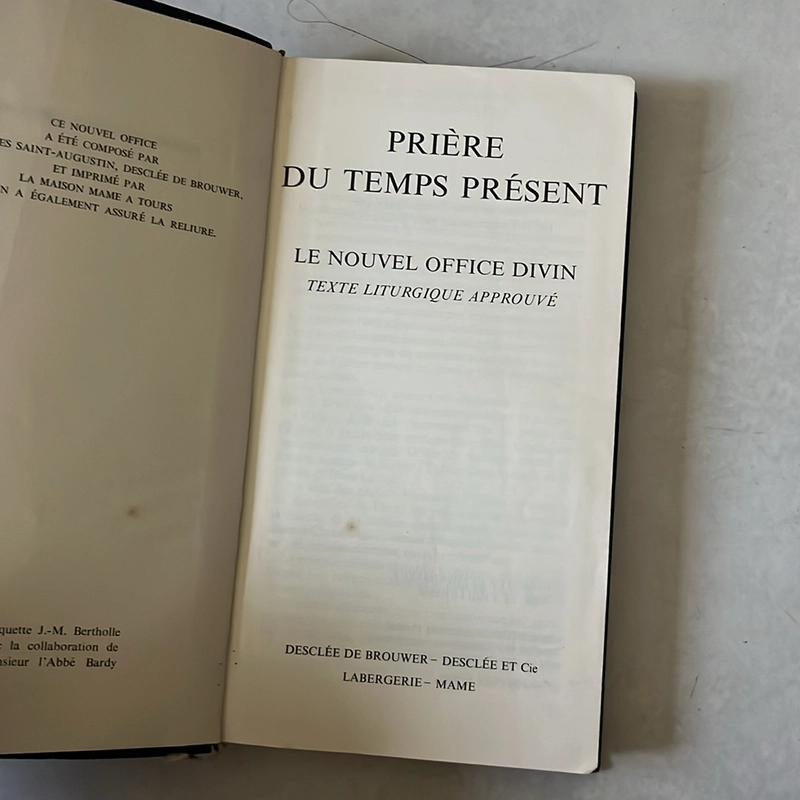 CE NOUVEL OFFICE
A ÉTÉ COMPOSÉ PAR
ES SAINT-AUGUSTIN, DESCLÉE DE BROUWER,
ET IMPRIMÉ PAR
LA MAISON MAME A TOURS
N A ÉGALEMENT ASSURÉ LA RELIURE.
quette J.-M. Bertholle
la collaboration de
nsieur l'Abbé Bardy
PRIÈRE
DU TEMPS PRÉSENT
LE NOUVEL OFFICE DIVIN
TEXTE LITURGIQUE APPROUVÉ
DESCLÉE DE BROUWER – DESCLÉE ET Cie
LABERGERIE – MAME